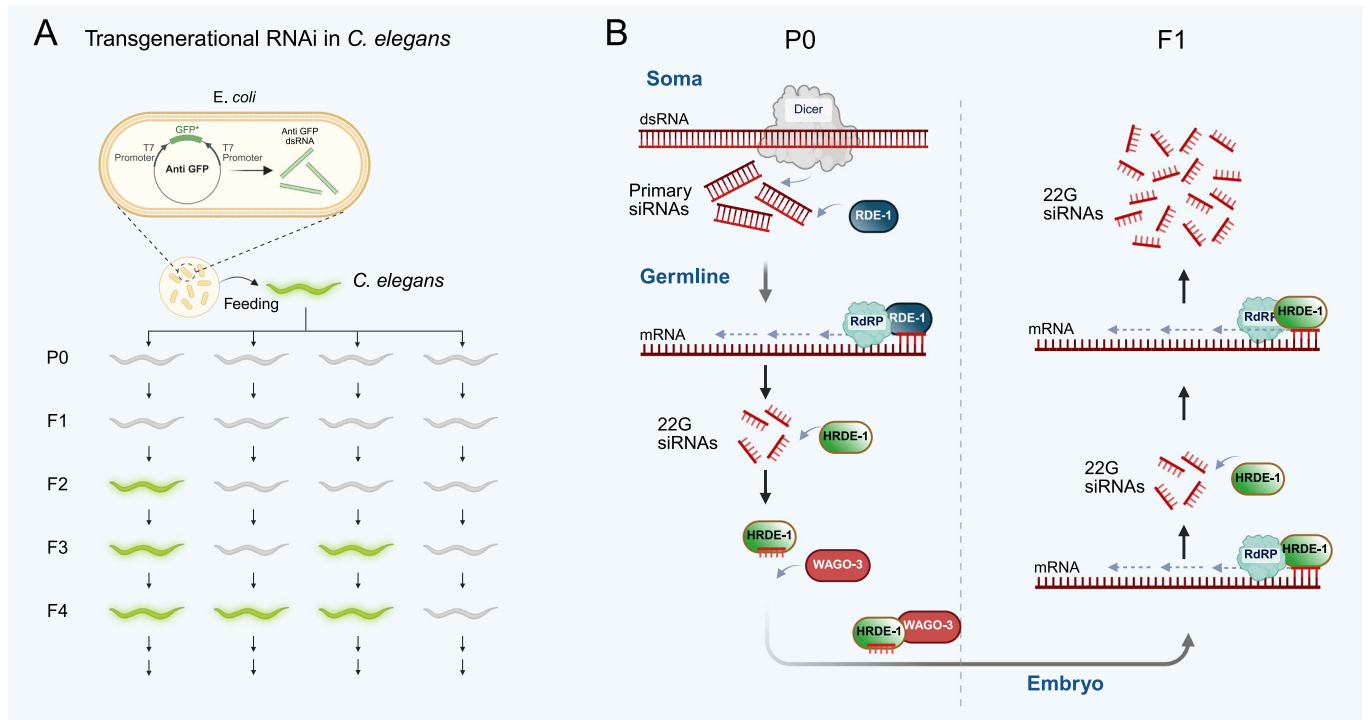 A
Transgenerational RNAi in C. elegans
E. coli
GFP*
T7
Promoter
T7
Promoter
Anti GFP
Anti GFP
dsRNA
Feeding
C. elegans
P0
F1
F2
F3
F4
B
P0
F1
Soma
Dicer
dsRNA
Primary
siRNAs
RDE-1
Germline
RdRP
RDE-1
mRNA
22G
siRNAs
HRDE-1
HRDE-1
WAGO-3
HRDE-1
WAGO-3
Embryo
22G
siRNAs
RdRP
HRDE-1
mRNA
22G
siRNAs
HRDE-1
RdRP
HRDE-1
mRNA